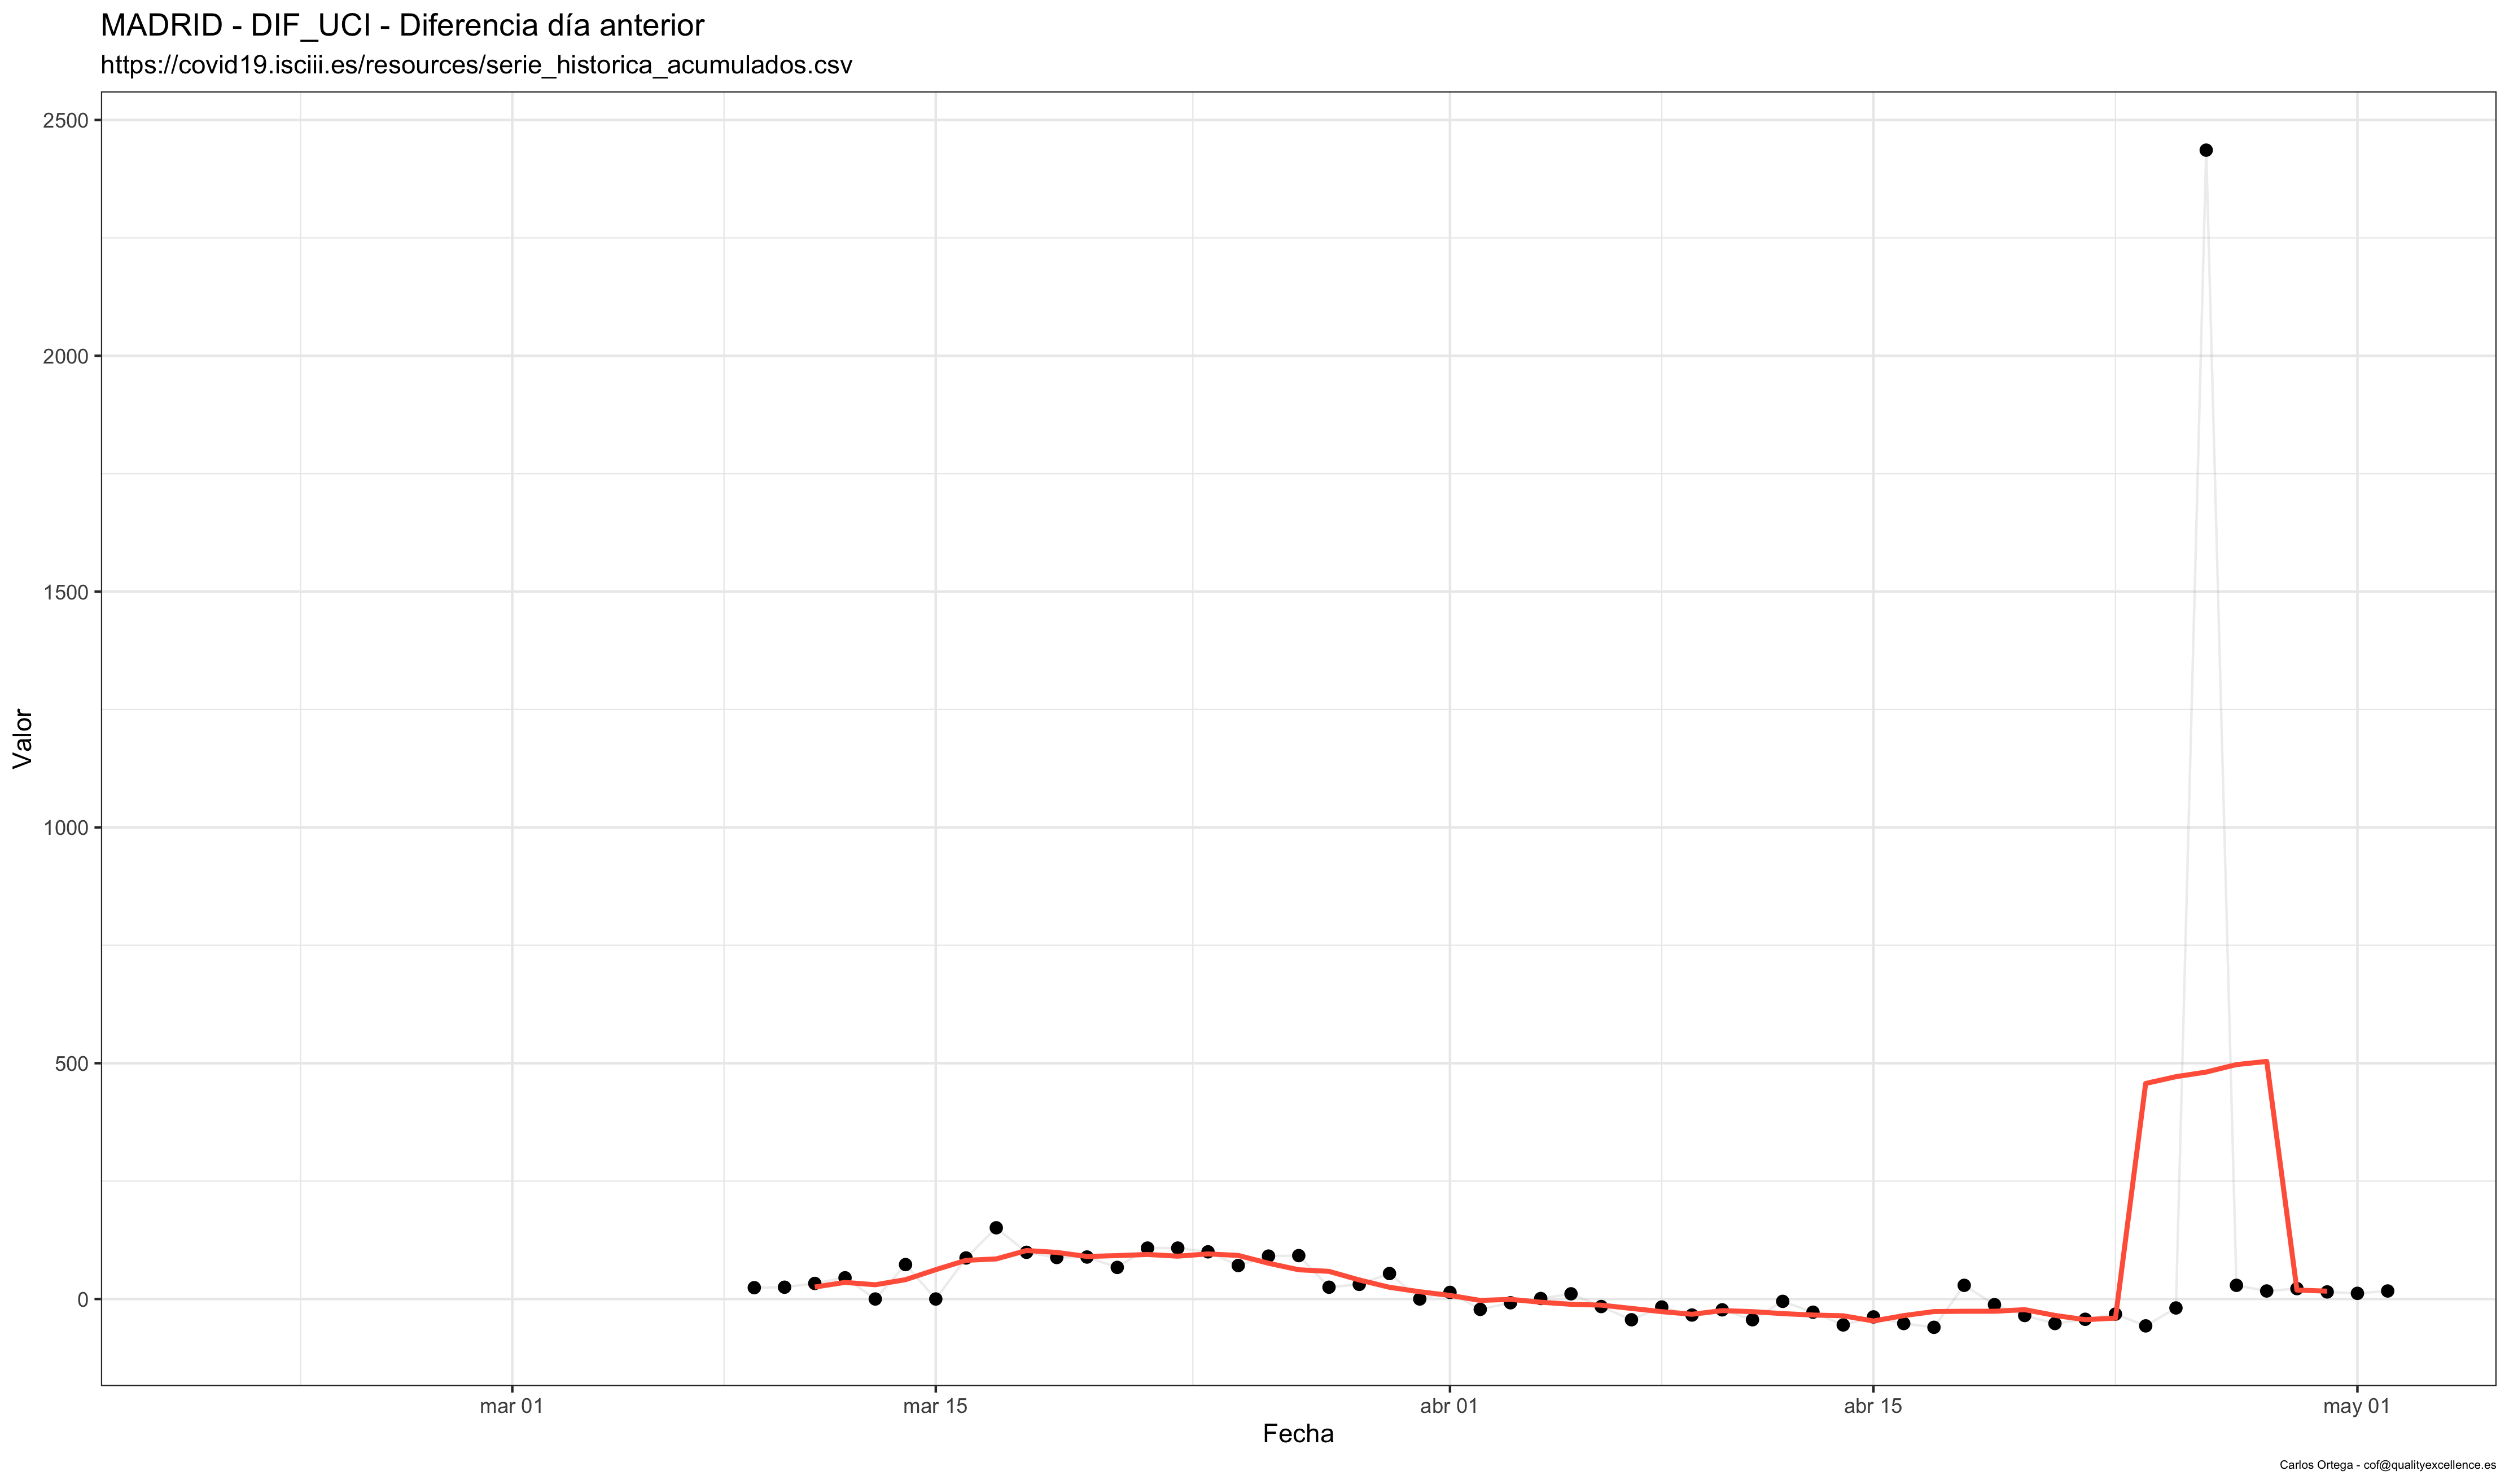 MADRID - DIF_UCI - Diferencia día anterior
https://covid19.isciii.es/resources/serie_historica_acumulados.csv
2500
2000
1500
1000
500
0
Valor
mar 01
mar 15
abr 01
abr 15
may 01
Fecha
Carlos Ortega - cof@qualityexcellence.es